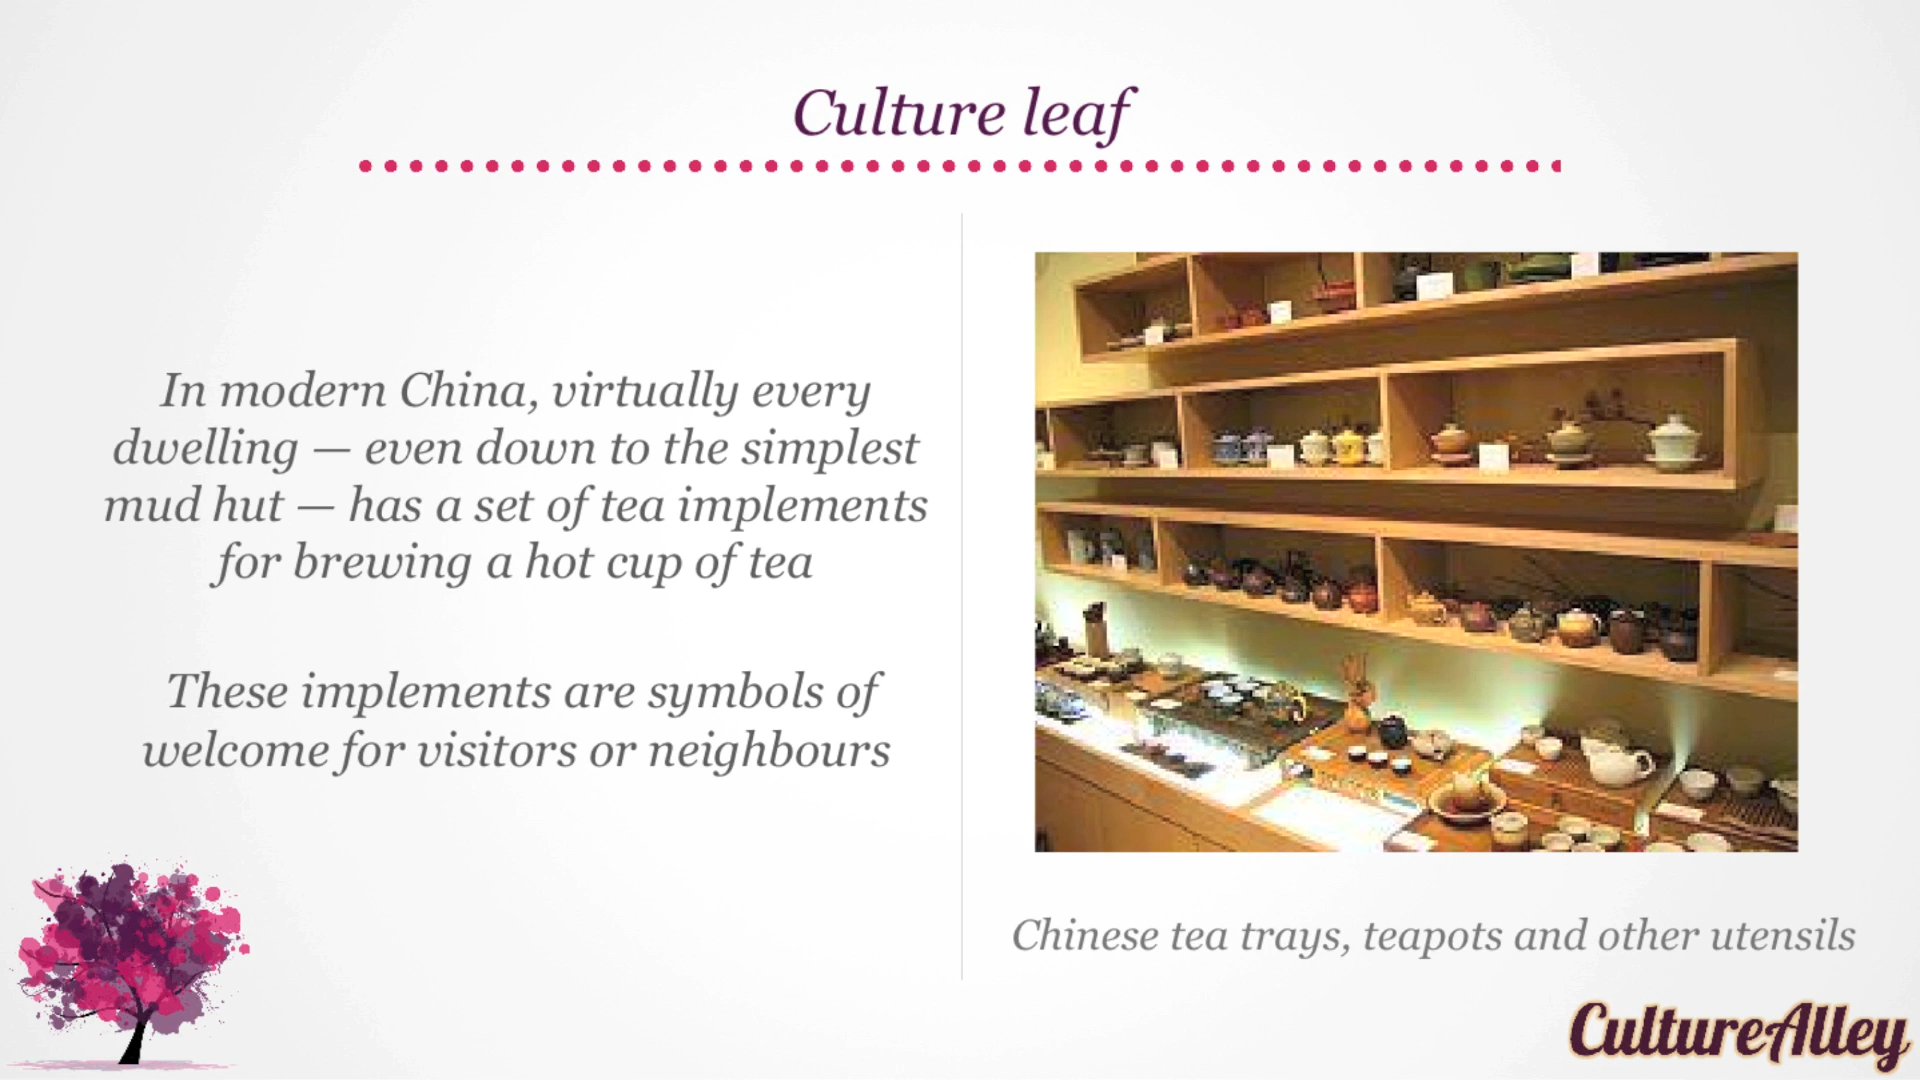 Culture leaf
In modern China, virtually every
dwelling — even down to the simplest
mud hut — has a set of tea implements
for brewing a hot cup of tea
These implements are symbols of
welcome for visitors or neighbours
Chinese tea trays, teapots and other utensils
CultureAlley